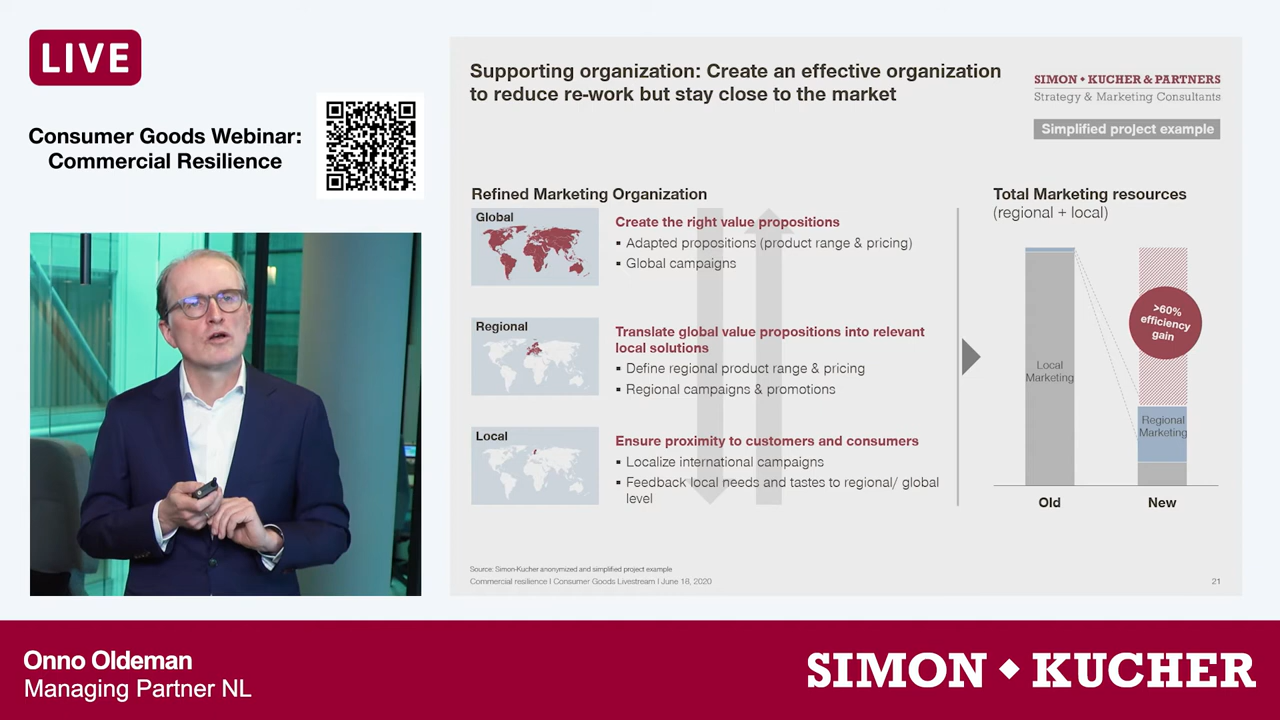 LIVE
Consumer Goods Webinar:
Commercial Resilience
Supporting organization: Create an effective organization
to reduce re-work but stay close to the market
SIMON • KUCHER & PARTNERS
Strategy & Marketing Consultants
Simplified project example
Refined Marketing Organization
Global
Create the right value propositions
▪ Adapted propositions (product range & pricing)
▪ Global campaigns
Regional
Translate global value propositions into relevant
local solutions
▪ Define regional product range & pricing
▪ Regional campaigns & promotions
Local
Ensure proximity to customers and consumers
▪ Localize international campaigns
▪ Feedback local needs and tastes to regional/ global
level
Total Marketing resources
(regional + local)
>60%
efficiency
gain
Local
Marketing
Regional
Marketing
Old
New
Source: Simon-Kucher anonymized and simplified project example
Commercial resilience I Consumer Goods Livestream I June 18, 2020
21
Onno Oldeman
Managing Partner NL
SIMON ◆ KUCHER